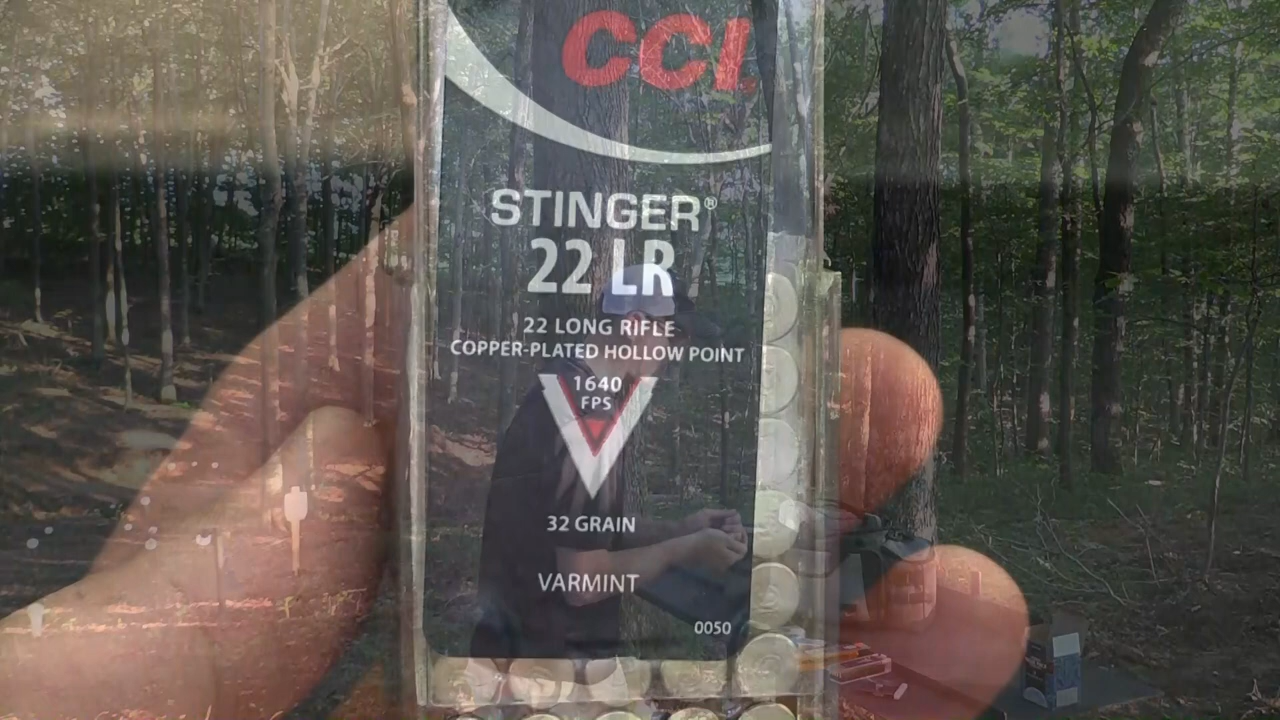 CCI
STINGER®
22 LR
22 LONG RIFLE
COPPER-PLATED HOLLOW POINT
1640
FPS
32 GRAIN
VARMINT
0050